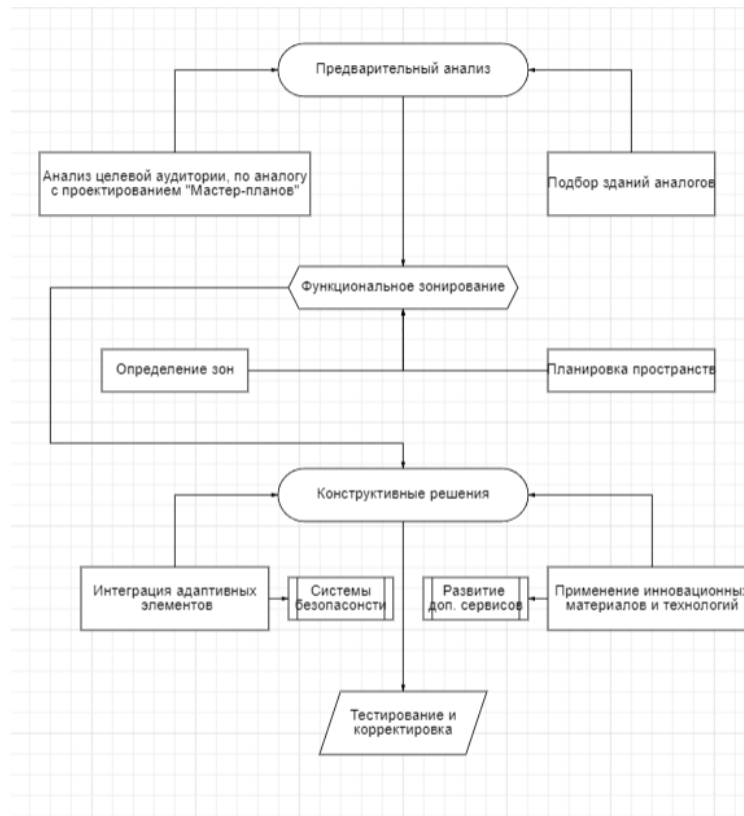 Предварительный анализ
Анализ целевой аудитории, по аналогу
с проектированием "Мастер-планов"
Подбор зданий аналогов
Функциональное зонирование
Определение зон
Планировка пространств
Конструктивные решения
Интеграция адаптивных
элементов
Системы
безопасонсти
Развитие
доп. сервисов
Применение инновационных
материалов и технологий
Тестирование и
корректировка